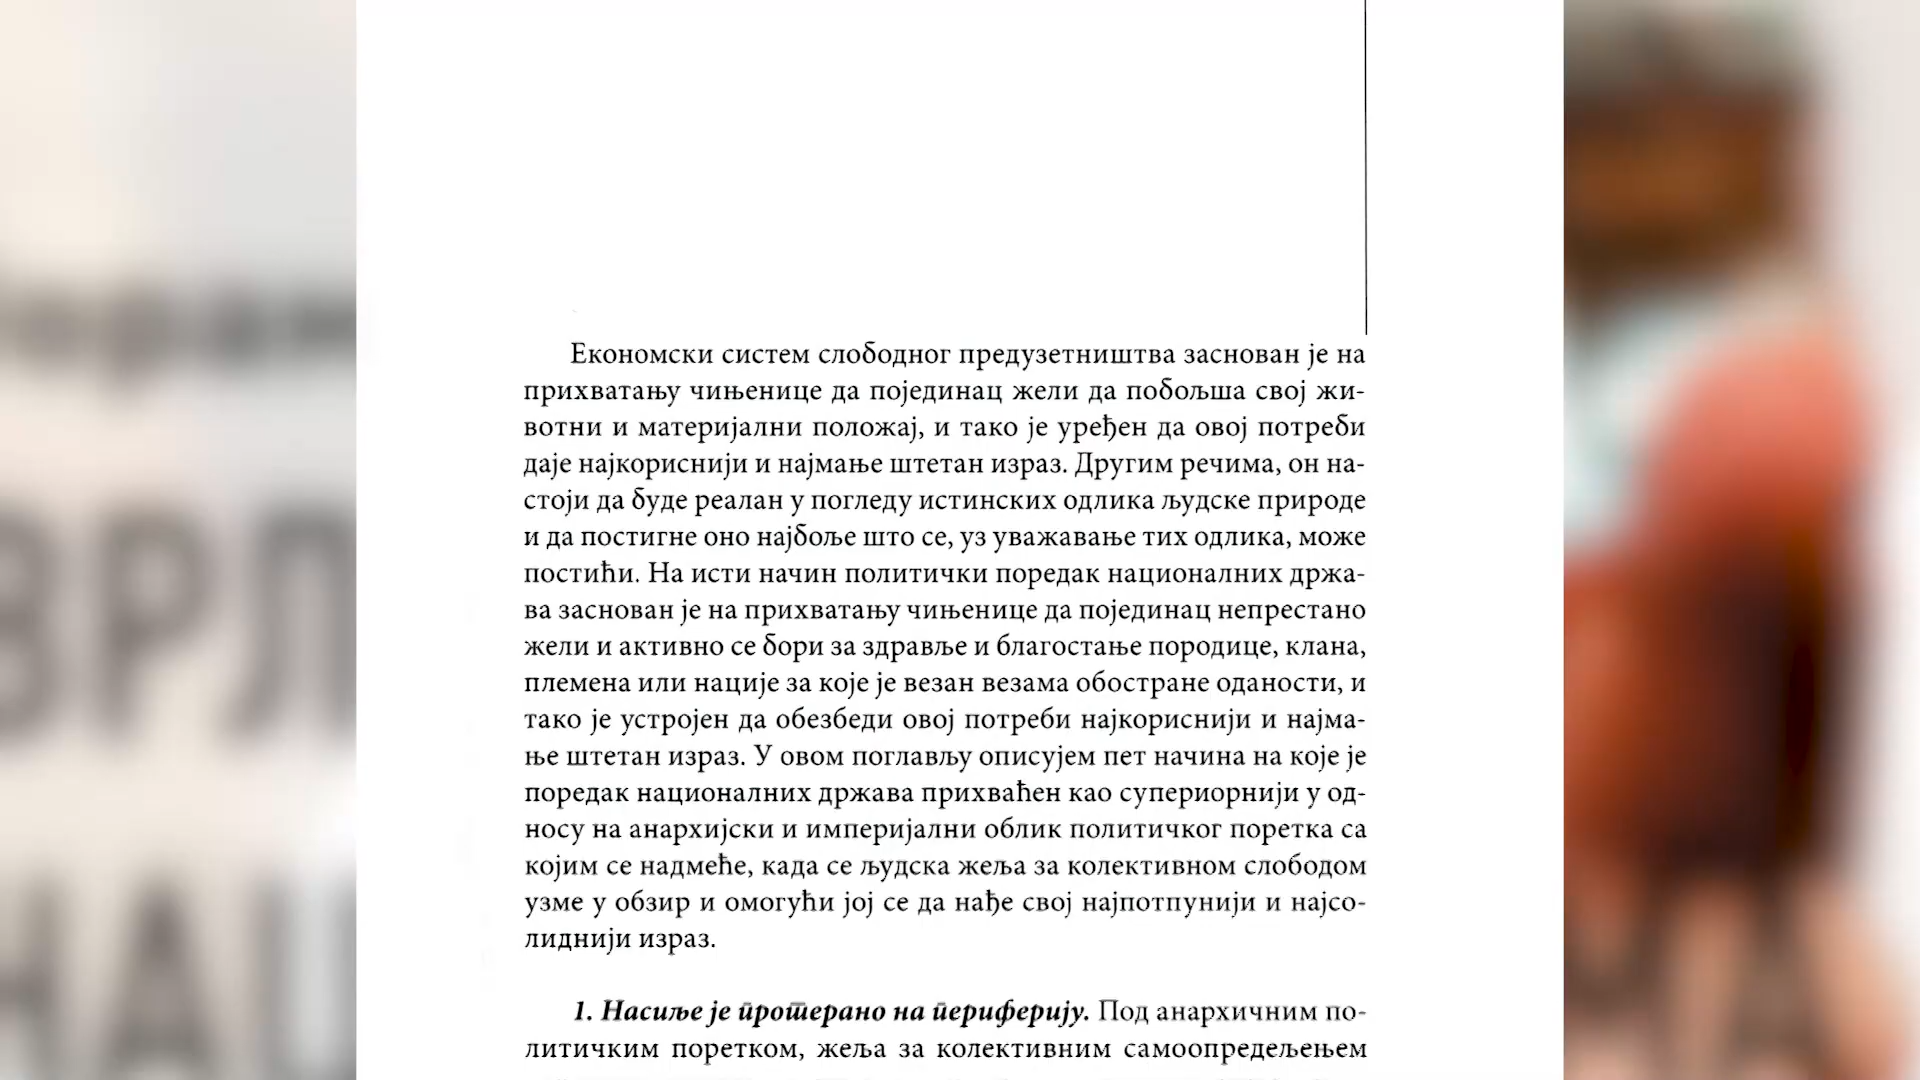 Економски систем слободног предузетништва заснован је на
прихватању чињенице да појединац жели да побољша свој жи-
вотни и материјални положај, и тако је уређен да овој потреби
даје најкориснији и најмање штетан израз. Другим речима, он на-
стоји да буде реалан у погледу истинских одлика људске природе
и да постигне оно најбоље што се, уз уважавање тих одлика, може
постићи. На исти начин политички поредак националних држа-
ва заснован је на прихватању чињенице да појединац непрестано
жели и активно се бори за здравље и благостање породице, клана,
племена или нације за које је везан везама обостране оданости, и
тако је устројен да обезбеди овој потреби најкориснији и најма-
ње штетан израз. У овом поглављу описујем пет начина на које је
поредак националних држава прихваћен као супериорнији у од-
носу на анархијски и империјални облик политичког поретка са
којим се надмеће, када се људска жеља за колективном слободом
узме у обзир и омогући јој се да нађе свој најпотпунији и најсо-
лиднији израз.
1. Насиље је протерано на периферију. Под анархичним по-
литичким поретком, жеља за колективним самоопредељењем